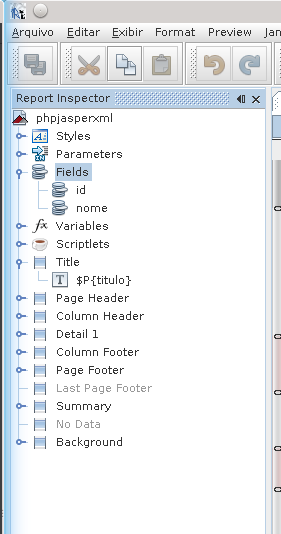 Arquivo Editar Exibir Format Preview Jan
Report Inspector
phpjasperxml
Styles
Parameters
Fields
id
nome
Variables
Scriptlets
Title
T $P{titulo}
Page Header
Column Header
Detail 1
Column Footer
Page Footer
Last Page Footer
Summary
No Data
Background